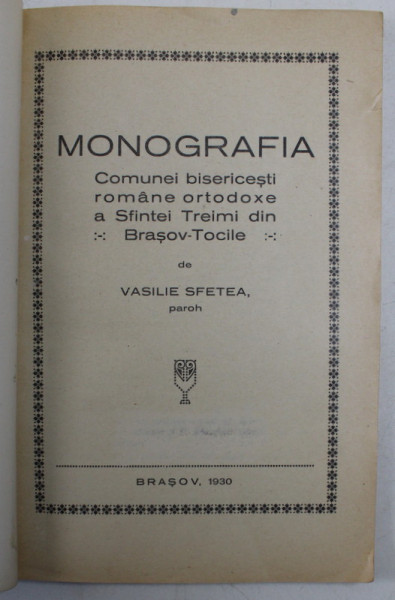 MONOGRAFIA
Comunei bisericești
române ortodoxe
a Sfintei Treimi din
:-: Brașov-Tocile :-:
de
VASILIE SFETEA,
paroh
BRAȘOV, 1930